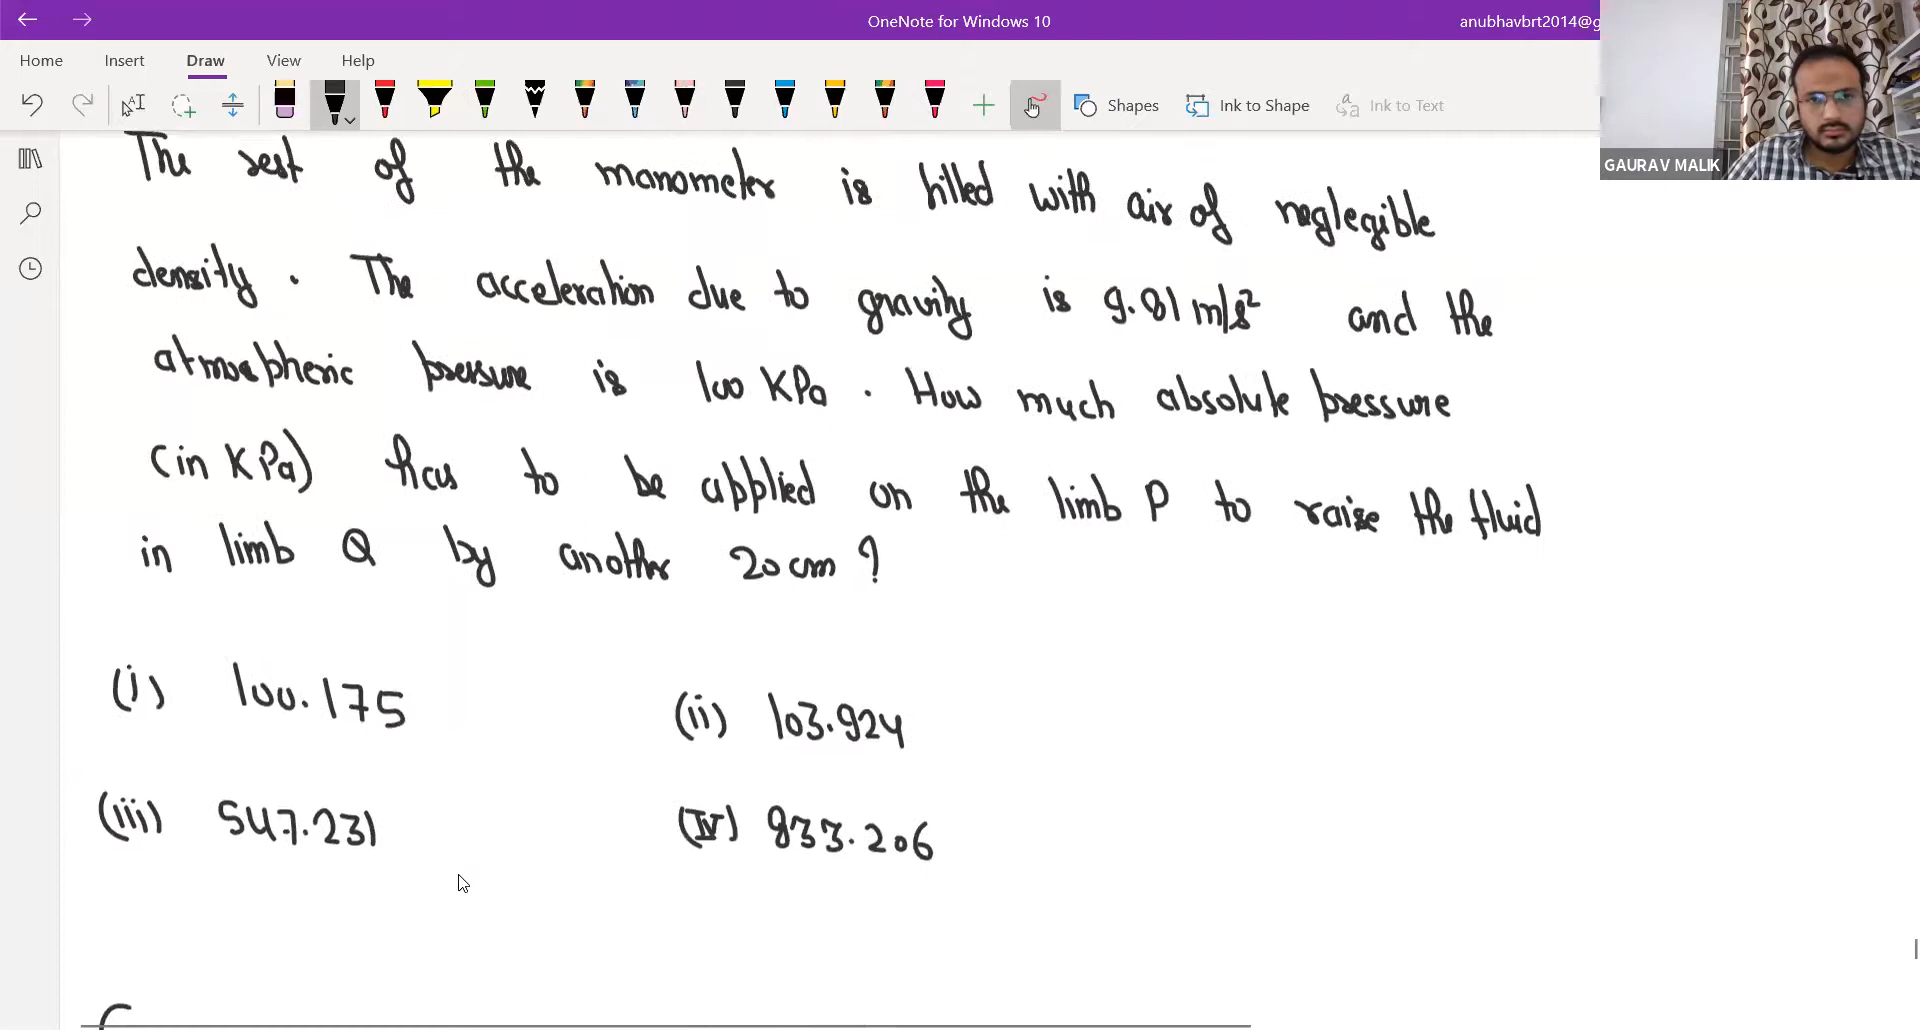 OneNote for Windows 10
anubhavbrt2014@g
Home Insert Draw View Help
Shapes Ink to Shape Ink to Text
GAURAV MALIK
The rest of the manometer is filled with air of neglegible
density. The acceleration due to gravity is 9.81 m/s² and the
atmospheric pressure is 100 KPa. How much absolute pressure
(in KPa) has to be applied on the limb P to raise the fluid
in limb Q by another 20 cm?
(i) 100.175 (ii) 103.924
(iii) 547.231 (IV) 833.206